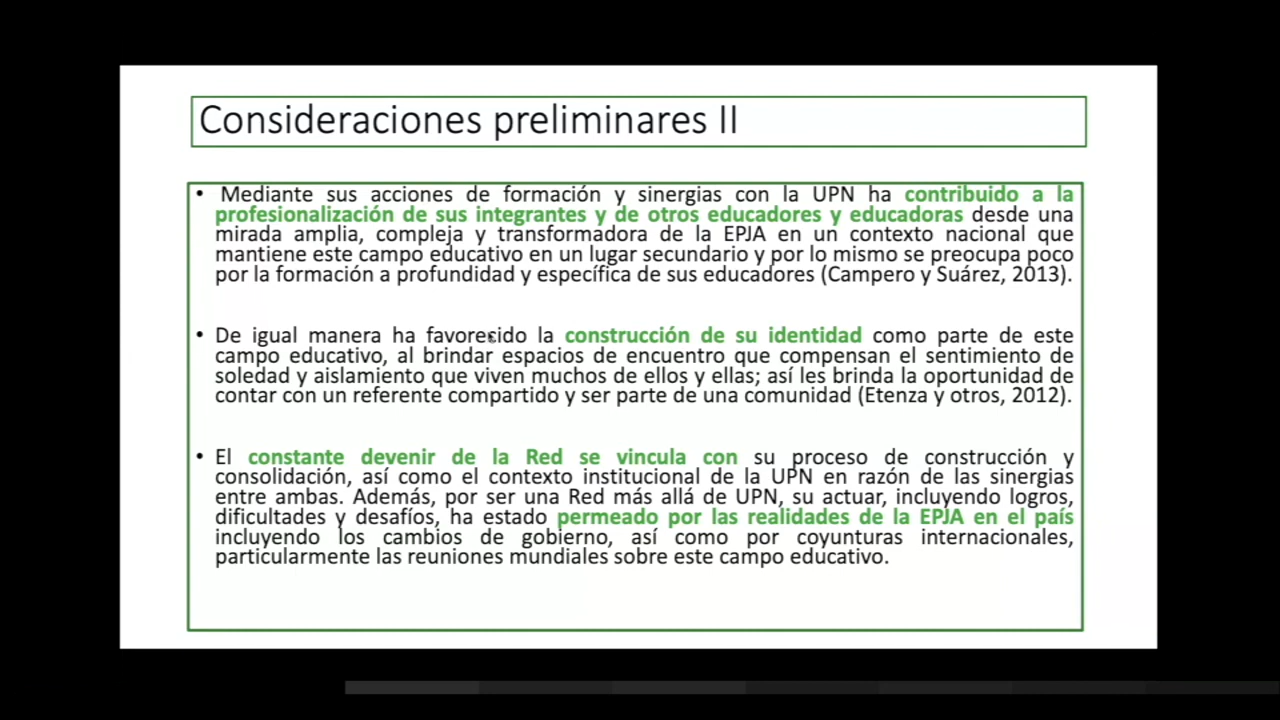 Consideraciones preliminares II
• Mediante sus acciones de formación y sinergias con la UPN ha contribuido a la
profesionalización de sus integrantes y de otros educadores y educadoras desde una
mirada amplia, compleja y transformadora de la EPJA en un contexto nacional que
mantiene este campo educativo en un lugar secundario y por lo mismo se preocupa poco
por la formación a profundidad y específica de sus educadores (Campero y Suárez, 2013).
• De igual manera ha favorecido la construcción de su identidad como parte de este
campo educativo, al brindar espacios de encuentro que compensan el sentimiento de
soledad y aislamiento que viven muchos de ellos y ellas; así les brinda la oportunidad de
contar con un referente compartido y ser parte de una comunidad (Etenza y otros, 2012).
• El constante devenir de la Red se vincula con su proceso de construcción y
consolidación, así como el contexto institucional de la UPN en razón de las sinergias
entre ambas. Además, por ser una Red más allá de UPN, su actuar, incluyendo logros,
dificultades y desafíos, ha estado permeado por las realidades de la EPJA en el país
incluyendo los cambios de gobierno, así como por coyunturas internacionales,
particularmente las reuniones mundiales sobre este campo educativo.